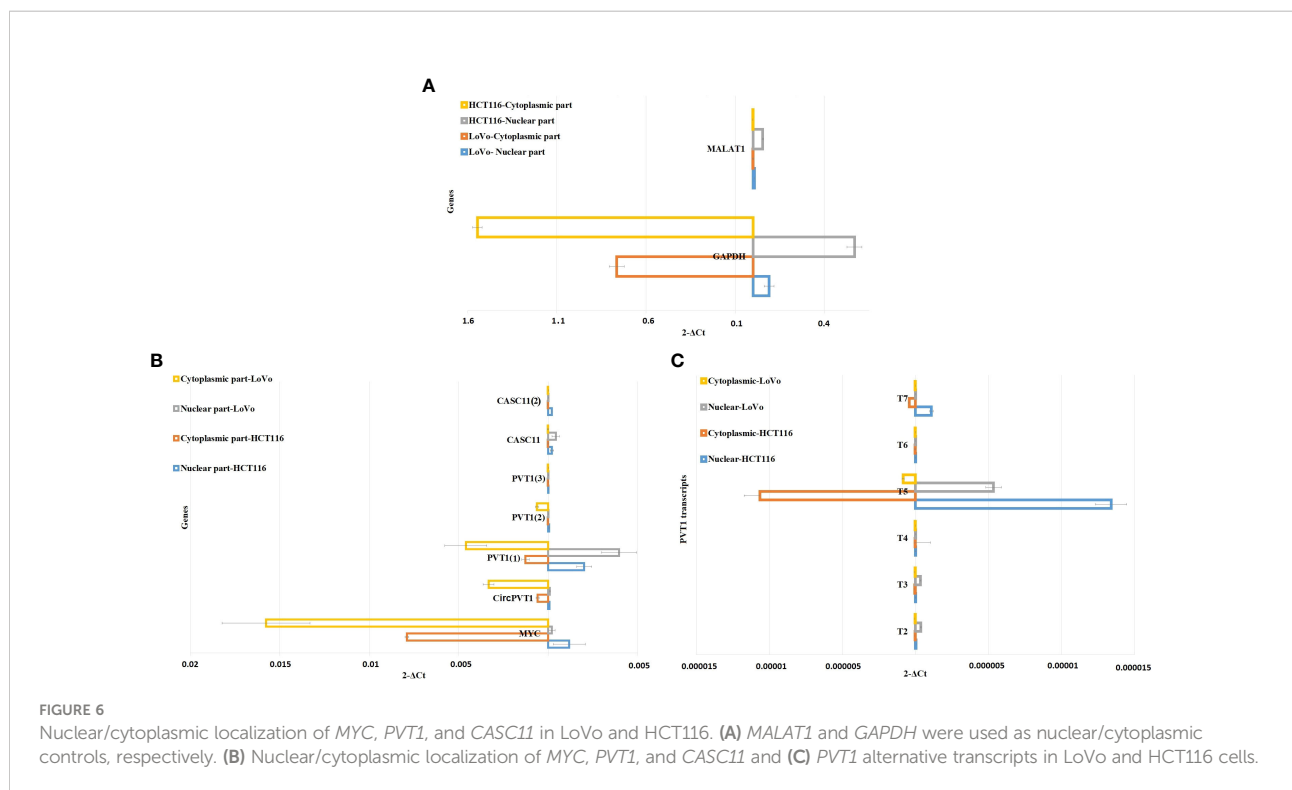 A
HCT116-Cytoplasmic part
HCT116-Nuclear part
LoVo-Cytoplasmic part
LoVo- Nuclear part
MALAT1
GAPDH
Genes
1.6 1.1 0.6 0.1 0.4
2-ΔCt
B
Cytoplasmic part-LoVo
Nuclear part-LoVo
Cytoplasmic part-HCT116
Nuclear part-HCT116
CASC11(2)
CASC11
PVT1(3)
PVT1(2)
PVT1(1)
CircPVT1
MYC
Genes
0.02 0.015 0.01 0.005 0.005
2-ΔCt
C
Cytoplasmic-LoVo
Nuclear-LoVo
Cytoplasmic-HCT116
Nuclear-HCT116
T7
T6
T5
T4
T3
T2
PVT1 transcripts
0.000015 0.00001 0.000005 0.000005 0.00001 0.000015
2-ΔCt
FIGURE 6
Nuclear/cytoplasmic localization of MYC, PVT1, and CASC11 in LoVo and HCT116. (A) MALAT1 and GAPDH were used as nuclear/cytoplasmic
controls, respectively. (B) Nuclear/cytoplasmic localization of MYC, PVT1, and CASC11 and (C) PVT1 alternative transcripts in LoVo and HCT116 cells.